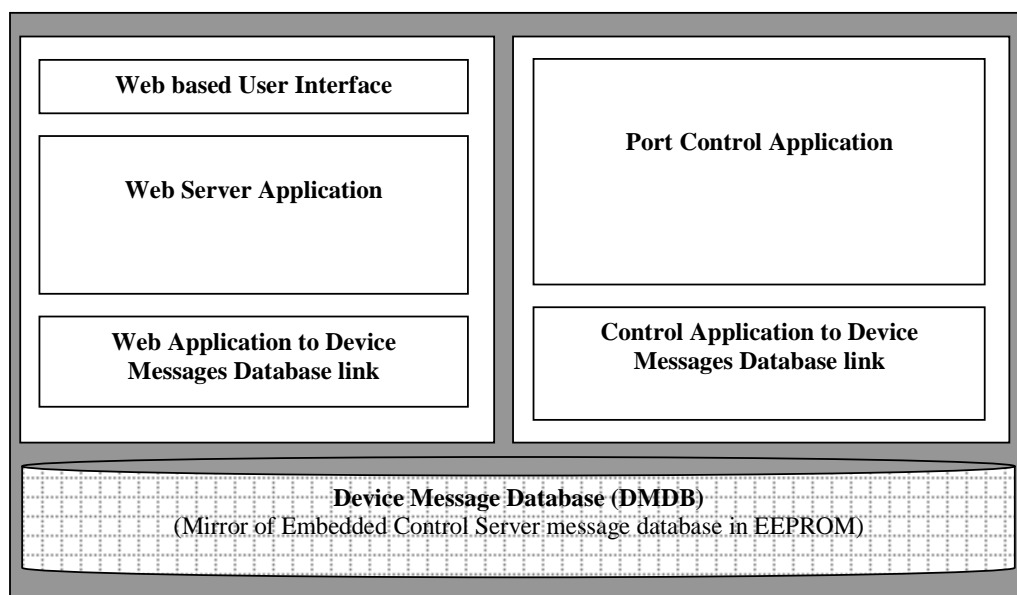 Web based User Interface
Web Server Application
Web Application to Device
Messages Database link
Port Control Application
Control Application to Device
Messages Database link
Device Message Database (DMDB)
(Mirror of Embedded Control Server message database in EEPROM)